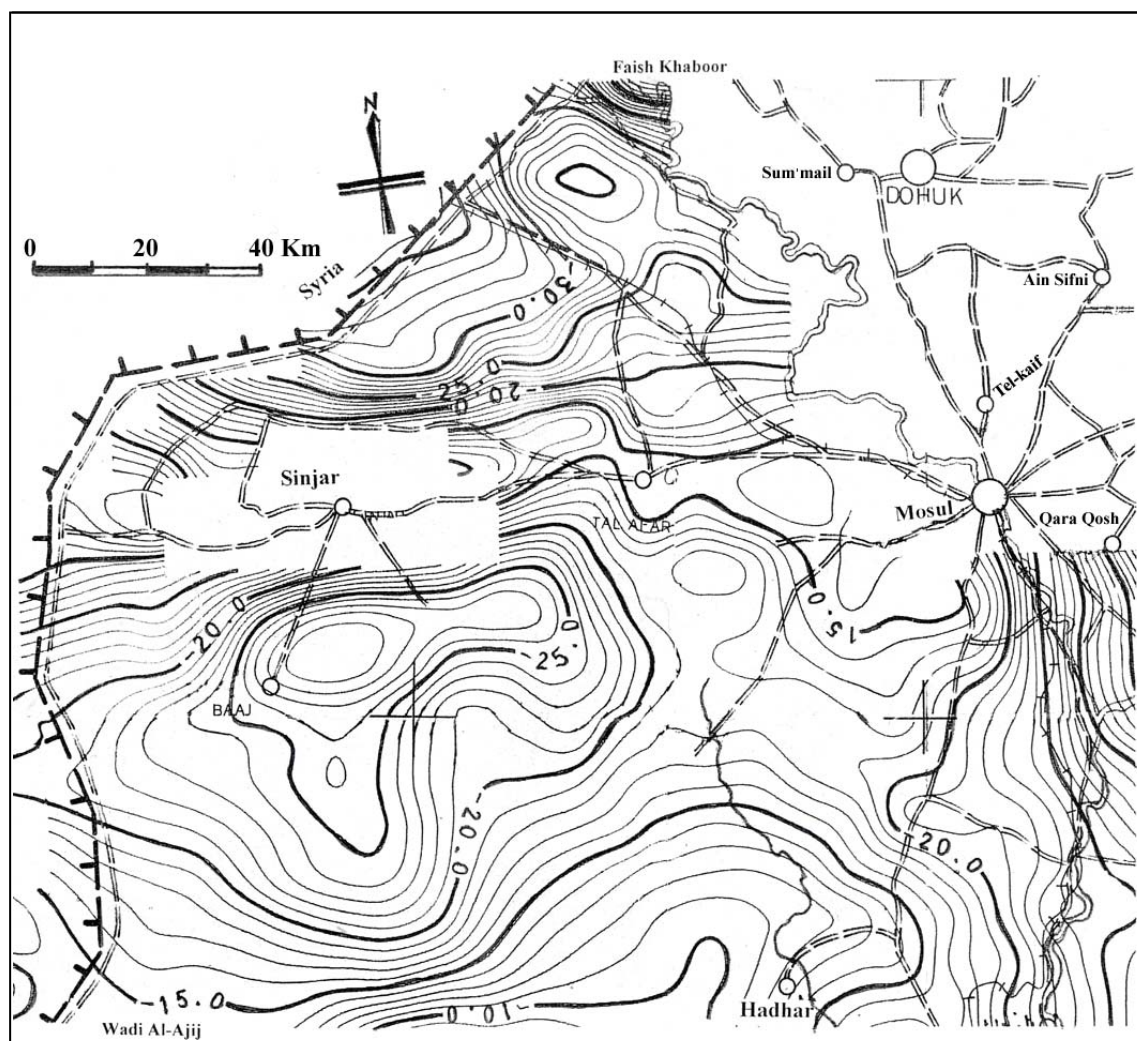 Faish Khaboor
N
Sum'mail
DOHUK
0 20 40 Km
Syria
Ain Sifni
-30.0
-25.0
-20.0
Tel-kaif
Sinjar
Mosul
TAL AFAR
Qara Qosh
-20.0
-25.0
15.0
BAAJ
-20.0
-20.0
-15.0
-10.0
Hadhar
Wadi Al-Ajij